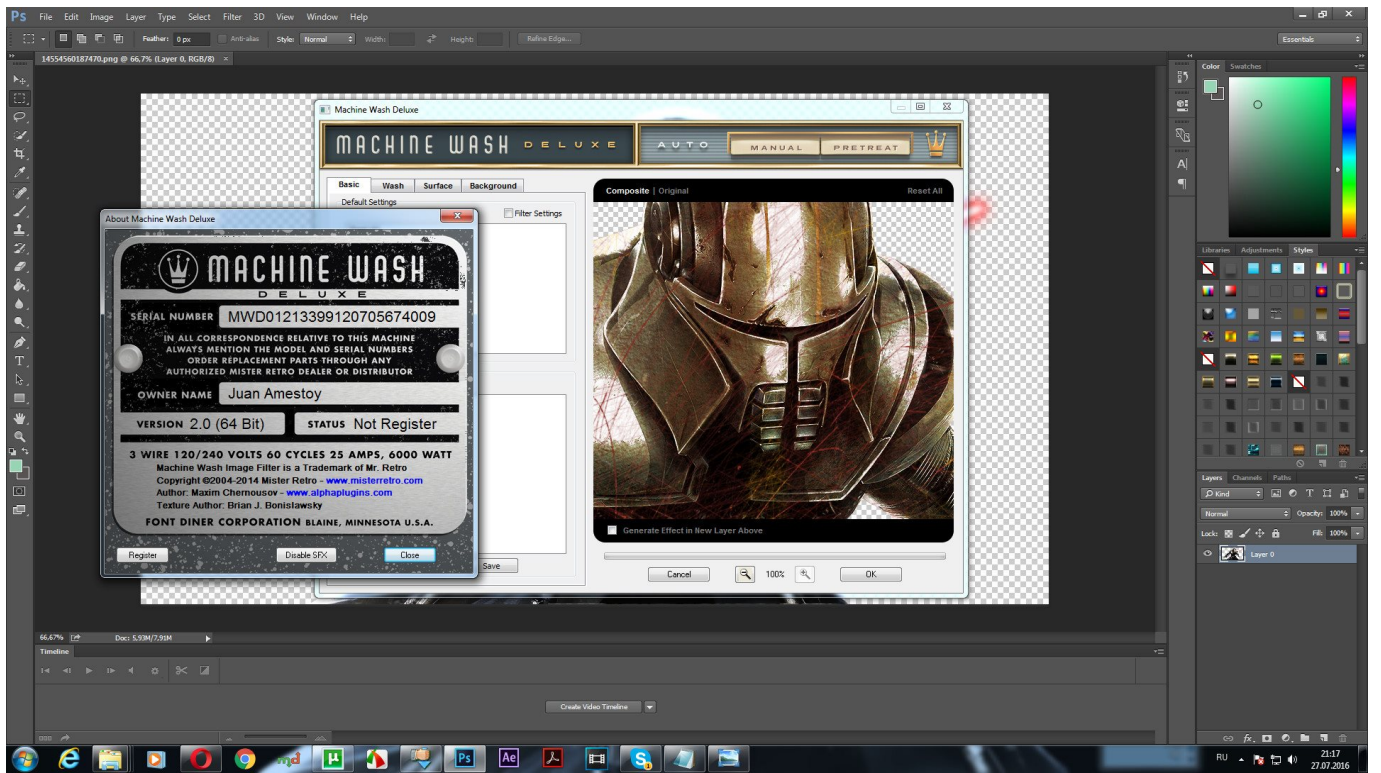 Ps File Edit Image Layer Type Select Filter 3D View Window Help
Feather: 0 px Anti-alias Style: Normal Width: Height: Refine Edge... Essentials
14554560187470.png @ 66,7% (Layer 0, RGB/8) ×
Machine Wash Deluxe
MACHINE WASH DELUXE AUTO MANUAL PRETREAT
Basic Wash Surface Background
Default Settings
Filter Settings
Composite | Original Reset All
Generate Effect in New Layer Above
Save
Cancel 100% OK
About Machine Wash Deluxe
MACHINE WASH
DELUXE
SERIAL NUMBER MWD01213399120705674009
IN ALL CORRESPONDENCE RELATIVE TO THIS MACHINE
ALWAYS MENTION THE MODEL AND SERIAL NUMBERS
ORDER REPLACEMENT PARTS THROUGH ANY
AUTHORIZED MISTER RETRO DEALER OR DISTRIBUTOR
OWNER NAME Juan Amestoy
VERSION 2.0 (64 Bit) STATUS Not Register
3 WIRE 120/240 VOLTS 60 CYCLES 25 AMPS, 6000 WATT
Machine Wash Image Filter is a Trademark of Mr. Retro
Copyright ©2004-2014 Mister Retro - www.misterretro.com
Author: Maxim Chernousov - www.alphaplugins.com
Texture Author: Brian J. Bonislawsky
FONT DINER CORPORATION BLAINE, MINNESOTA U.S.A.
Register Disable SFX Close
Color Swatches
Libraries Adjustments Styles
Layers Channels Paths
Kind
Normal Opacity: 100%
Lock: Fill: 100%
Layer 0
66,67% Doc: 5,93M/7,91M
Timeline
Create Video Timeline
Ps Ae RU 21:17
27.07.2016